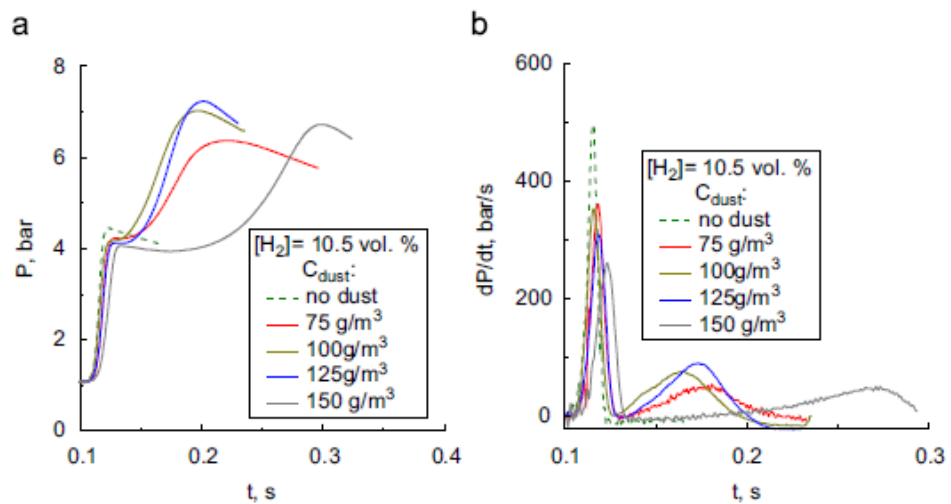 a
8
6
4
2
0
P, bar
0.1 0.2 0.3 0.4
t, s
[H₂]= 10.5 vol. %
C_dust:
no dust
75 g/m³
100g/m³
125g/m³
150 g/m³
b
600
400
200
0
dP/dt, bar/s
0.1 0.2 0.3
t, s
[H₂]= 10.5 vol. %
C_dust:
no dust
75 g/m³
100g/m³
125g/m³
150 g/m³